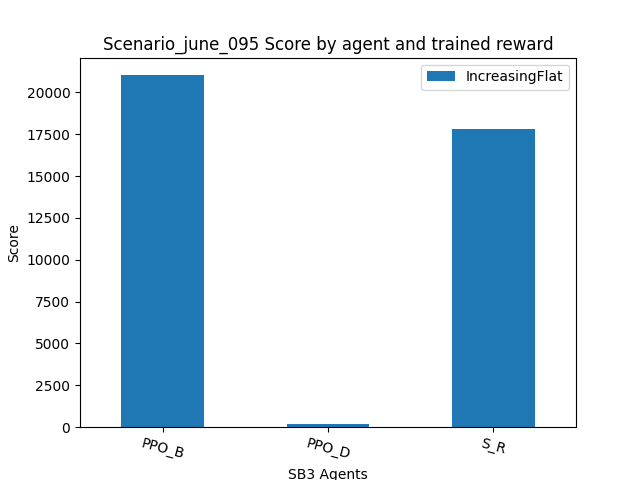 Scenario_june_095 Score by agent and trained reward
IncreasingFlat
20000
17500
15000
12500
10000
7500
5000
2500
0
Score
PPO_B
PPO_D
S_R
SB3 Agents